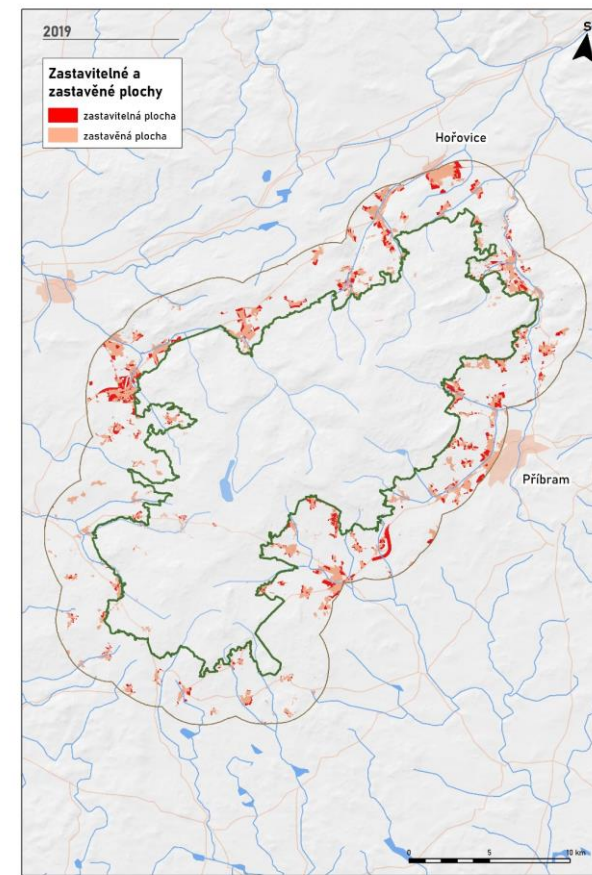 2019
S
Zastavitelné a
zastavěné plochy
zastavitelná plocha
zastavěná plocha
Hořovice
Příbram
0 5 10 km